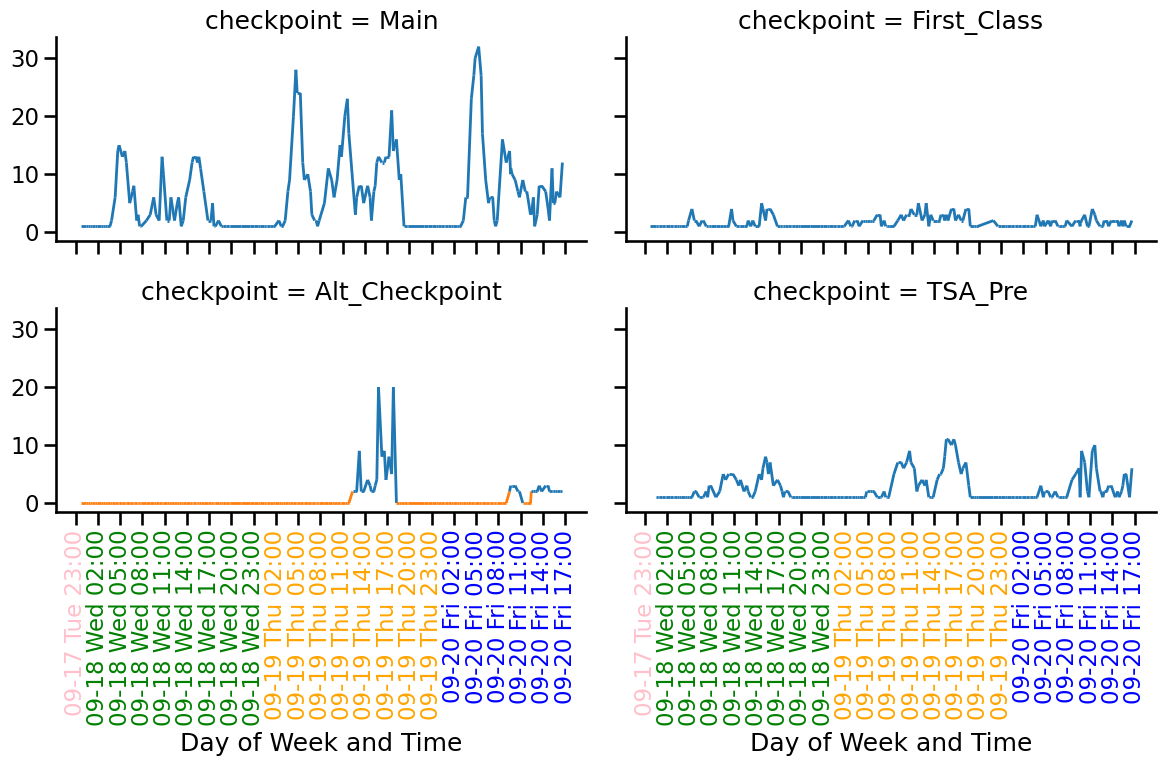 checkpoint = Main
checkpoint = First_Class
30
20
10
0
checkpoint = Alt_Checkpoint
checkpoint = TSA_Pre
30
20
10
0
09-17 Tue 23:00
09-18 Wed 02:00
09-18 Wed 05:00
09-18 Wed 08:00
09-18 Wed 11:00
09-18 Wed 14:00
09-18 Wed 17:00
09-18 Wed 20:00
09-18 Wed 23:00
09-19 Thu 02:00
09-19 Thu 05:00
09-19 Thu 08:00
09-19 Thu 11:00
09-19 Thu 14:00
09-19 Thu 17:00
09-19 Thu 20:00
09-19 Thu 23:00
09-20 Fri 02:00
09-20 Fri 05:00
09-20 Fri 08:00
09-20 Fri 11:00
09-20 Fri 14:00
09-20 Fri 17:00
09-17 Tue 23:00
09-18 Wed 02:00
09-18 Wed 05:00
09-18 Wed 08:00
09-18 Wed 11:00
09-18 Wed 14:00
09-18 Wed 17:00
09-18 Wed 20:00
09-18 Wed 23:00
09-19 Thu 02:00
09-19 Thu 05:00
09-19 Thu 08:00
09-19 Thu 11:00
09-19 Thu 14:00
09-19 Thu 17:00
09-19 Thu 20:00
09-19 Thu 23:00
09-20 Fri 02:00
09-20 Fri 05:00
09-20 Fri 08:00
09-20 Fri 11:00
09-20 Fri 14:00
09-20 Fri 17:00
Day of Week and Time
Day of Week and Time